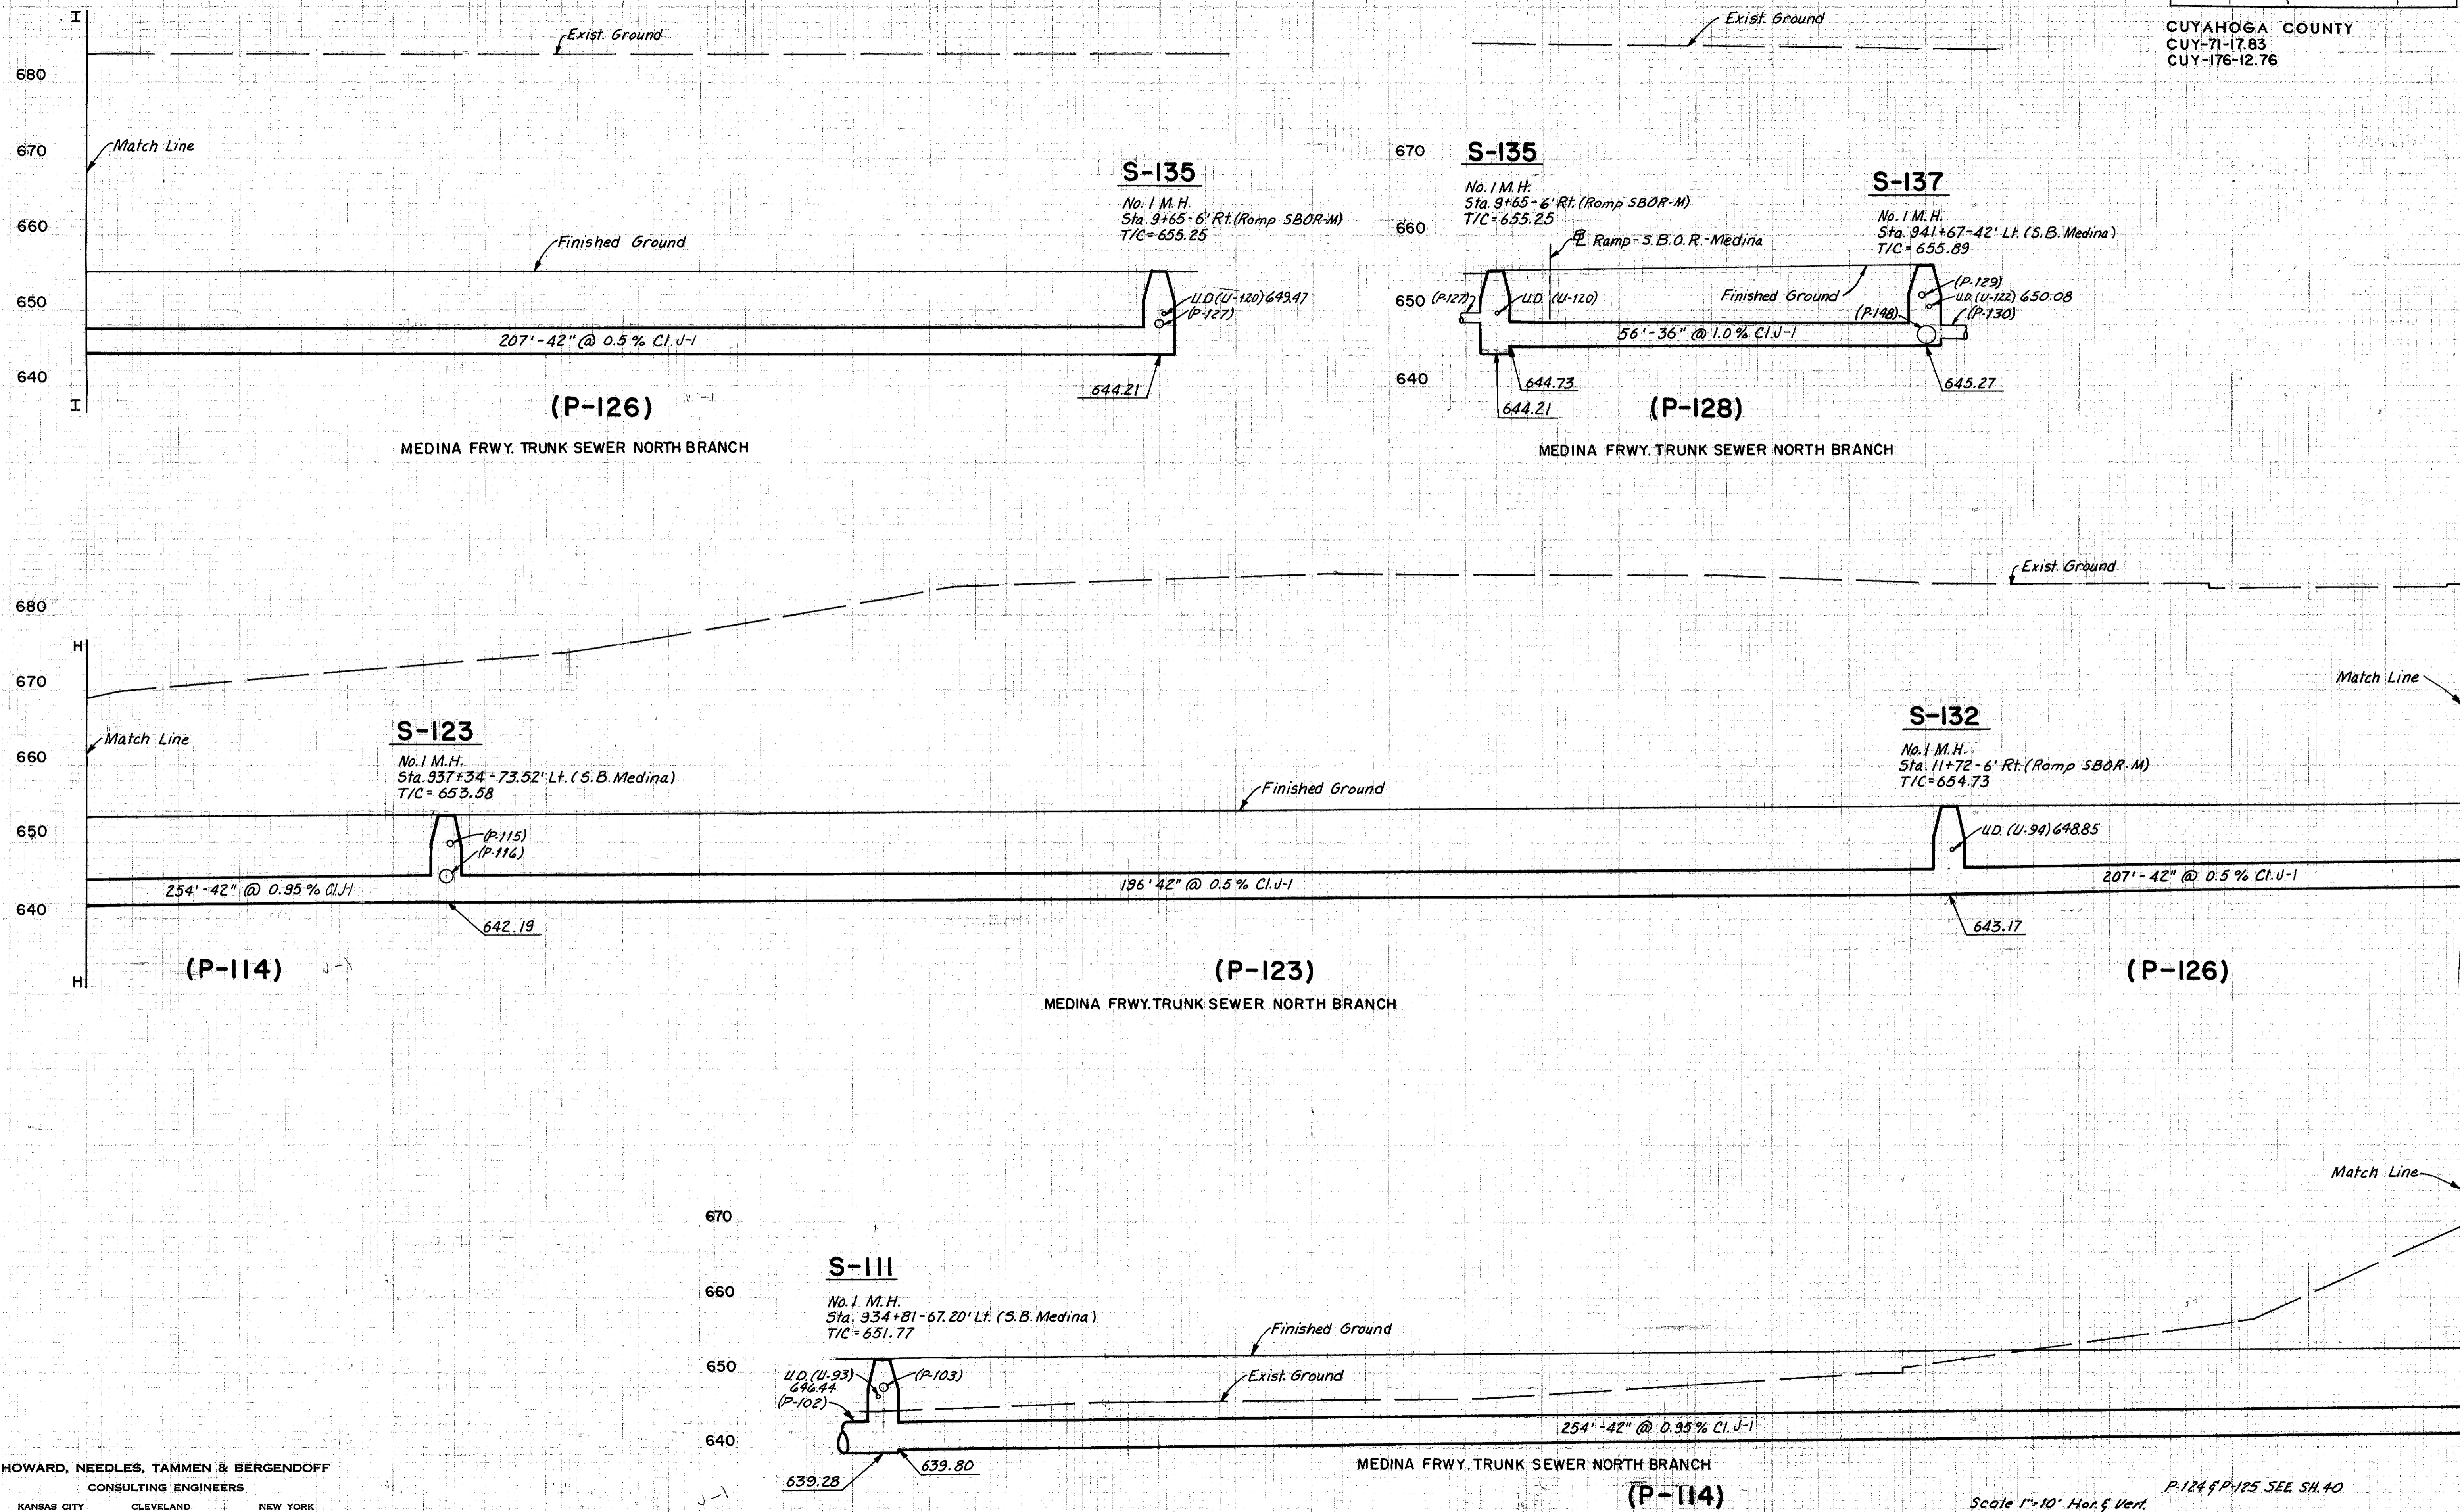 CUYAHOGA COUNTY
CUY-71-17.83
CUY-176-12.76
I
Exist. Ground
680
670
Match Line
660
Finished Ground
650
640
I
S-135
No. 1 M.H.
Sta. 9+65-6' Rt. (Ramp SBOR-M)
T/C=655.25
U.D (U-120) 649.47
(P-127)
207'-42" @ 0.5% Cl. J-1
644.21
(P-126)
MEDINA FRWY. TRUNK SEWER NORTH BRANCH
Exist. Ground
670
660
650
640
S-135
No. 1 M.H.
Sta. 9+65-6' Rt. (Ramp SBOR-M)
T/C=655.25
℄ Ramp-S.B.O.R.-Medina
(P-127)
U.D. (U-120)
Finished Ground
S-137
No. 1 M.H.
Sta. 941+67-42' Lt. (S.B. Medina)
T/C=655.89
(P-129)
U.D. (U-122) 650.08
(P-148)
(P-130)
56'-36" @ 1.0% Cl. J-1
644.73
644.21
645.27
(P-128)
MEDINA FRWY. TRUNK SEWER NORTH BRANCH
Exist. Ground
680
H
670
Match Line
660
650
640
H
S-123
No. 1 M.H.
Sta. 937+34-73.52' Lt. (S.B. Medina)
T/C=653.58
(P-115)
(P-116)
254'-42" @ 0.95% Cl. J-1
642.19
(P-114)
J-1
Finished Ground
196' 42" @ 0.5% Cl. J-1
(P-123)
MEDINA FRWY. TRUNK SEWER NORTH BRANCH
S-132
No. 1 M.H.
Sta. 11+72-6' Rt. (Ramp SBOR-M)
T/C=654.73
U.D. (U-94) 648.85
Match Line
207'-42" @ 0.5% Cl. J-1
643.17
(P-126)
Match Line
670
660
650
640
S-111
No. 1 M.H.
Sta. 934+81-67.20' Lt. (S.B. Medina)
T/C=651.77
U.D. (U-93)
646.44
(P-102)
(P-103)
Finished Ground
Exist. Ground
254'-42" @ 0.95% Cl. J-1
639.80
639.28
MEDINA FRWY. TRUNK SEWER NORTH BRANCH
(P-114)
J-1
HOWARD, NEEDLES, TAMMEN & BERGENDOFF
CONSULTING ENGINEERS
KANSAS CITY CLEVELAND NEW YORK
P-124 & P-125 SEE SH. 40
Scale 1"=10' Hor. & Vert.